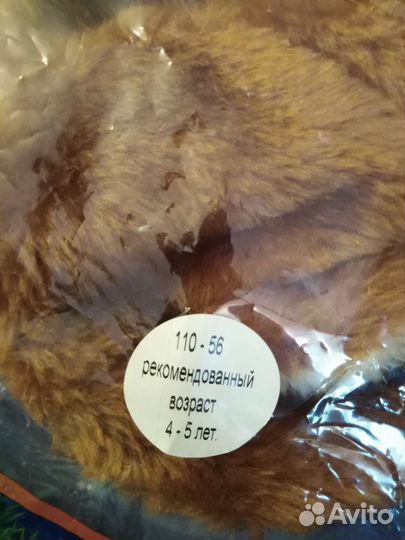 110 - 56
рекомендованный
возраст
4 - 5 лет.
Avito